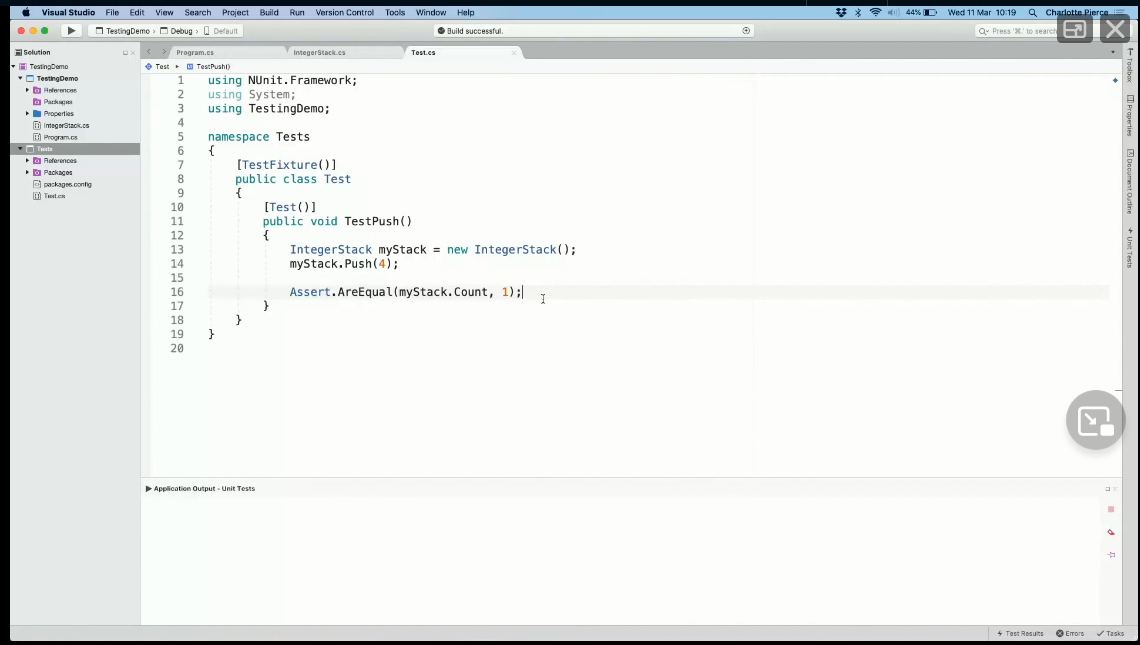 Visual Studio File Edit View Search Project Build Run Version Control Tools Window Help 44% Wed 11 Mar 10:19 Charlotte Pierce
TestingDemo › Debug › Default Build successful. Press '⌘.' to search
Solution
TestingDemo
TestingDemo
References
Packages
Properties
IntegerStack.cs
Program.cs
Tests
References
Packages
packages.config
Test.cs
Program.cs IntegerStack.cs Test.cs
Test TestPush()
1 using NUnit.Framework;
2 using System;
3 using TestingDemo;
4
5 namespace Tests
6 {
7 [TestFixture()]
8 public class Test
9 {
10 [Test()]
11 public void TestPush()
12 {
13 IntegerStack myStack = new IntegerStack();
14 myStack.Push(4);
15
16 Assert.AreEqual(myStack.Count, 1);
17 }
18 }
19 }
20
Toolbox
Properties
Document Outline
Unit Tests
Application Output - Unit Tests
Test Results Errors Tasks